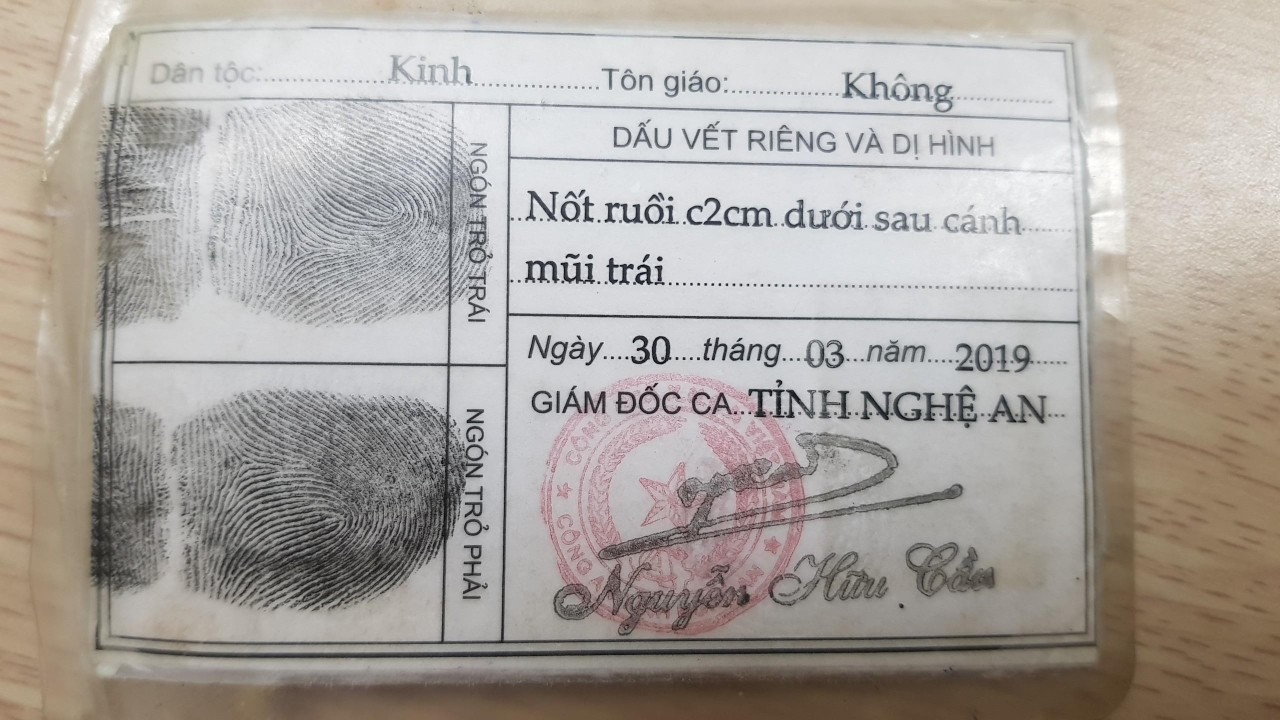 Dân tộc: Kinh Tôn giáo: Không
DẤU VẾT RIÊNG VÀ DỊ HÌNH
Nốt ruồi c2cm dưới sau cánh
mũi trái
NGÓN TRỎ TRÁI
NGÓN TRỎ PHẢI
Ngày 30 tháng 03 năm 2019
GIÁM ĐỐC CA TỈNH NGHỆ AN
Nguyễn Hữu Cầu